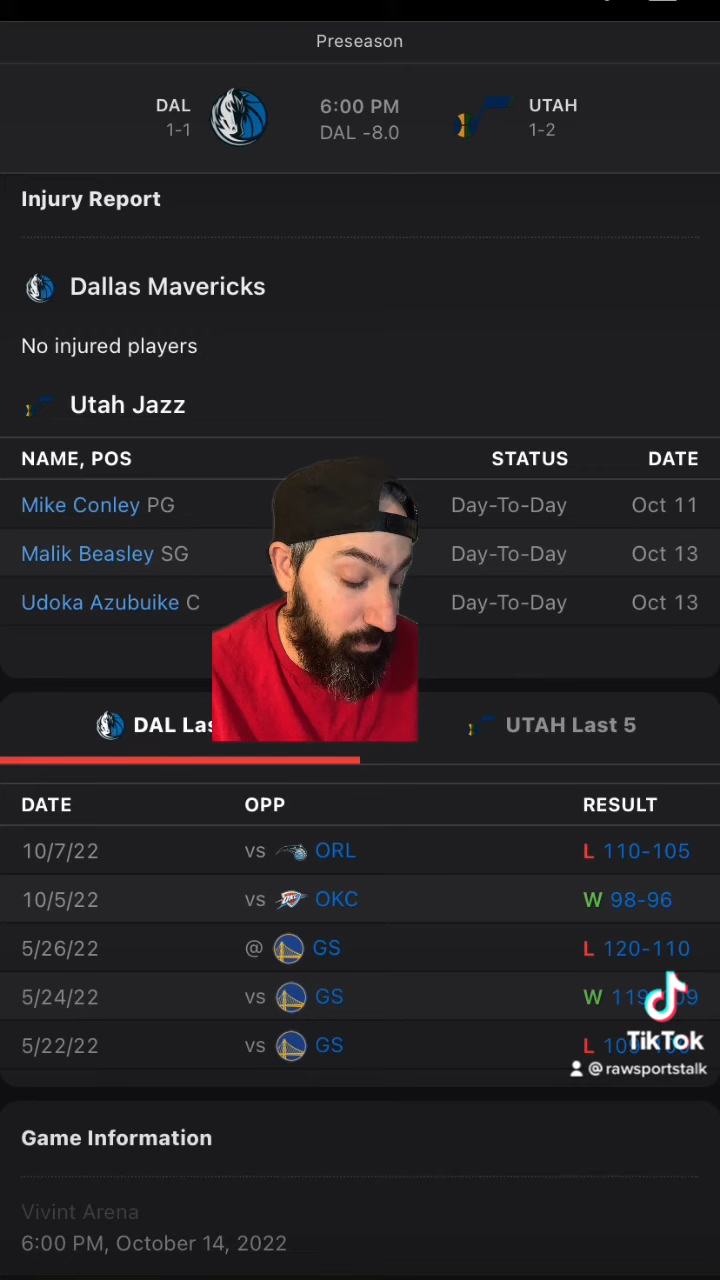 Preseason
DAL 6:00 PM UTAH
1-1 DAL -8.0 1-2
Injury Report
Dallas Mavericks
No injured players
Utah Jazz
NAME, POS STATUS DATE
Mike Conley PG Day-To-Day Oct 11
Malik Beasley SG Day-To-Day Oct 13
Udoka Azubuike C Day-To-Day Oct 13
DAL UTAH Last 5
DATE OPP RESULT
10/7/22 vs ORL L 110-105
10/5/22 vs OKC W 98-96
5/26/22 @ GS L 120-110
5/24/22 vs GS W
5/22/22 vs GS L
TikTok
@rawsportstalk
Game Information
Vivint Arena
6:00 PM, October 14, 2022